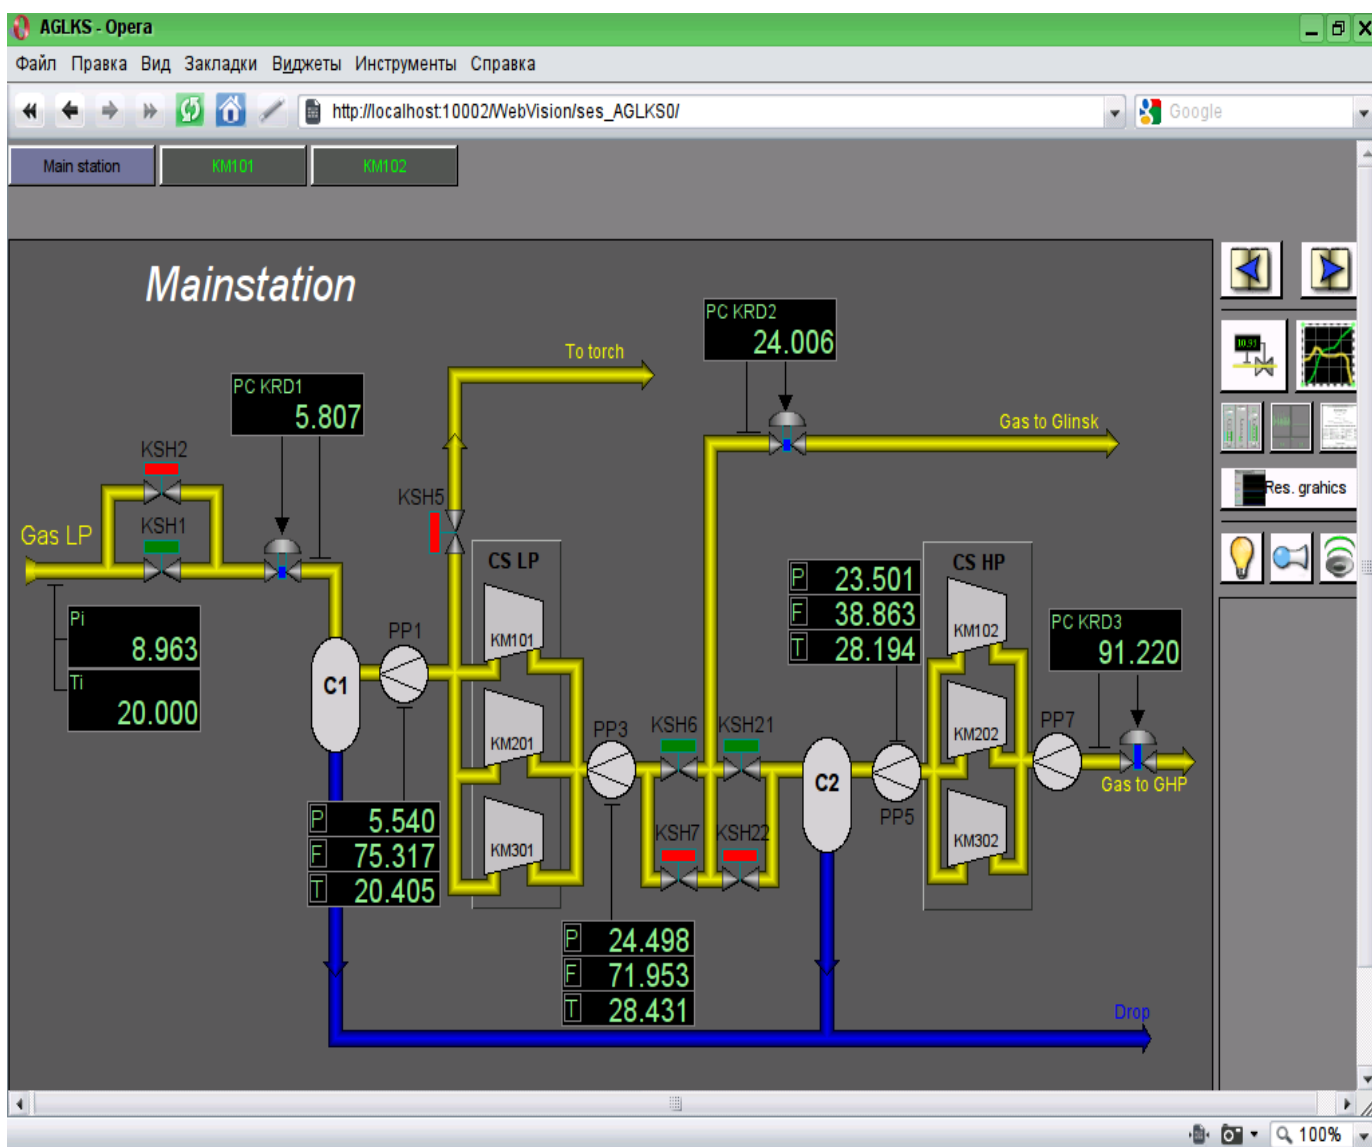 AGLKS - Opera
Файл Правка Вид Закладки Виджеты Инструменты Справка
http://localhost:10002/WebVision/ses_AGLKS0/
Google
Main station
KM101
KM102
Mainstation
PC KRD2
24.006
To torch
PC KRD1
5.807
Gas to Glinsk
KSH2
KSH5
Res. grahics
KSH1
Gas LP
CS LP
CS HP
P 23.501
F 38.863
T 28.194
Pi
8.963
Ti
20.000
PP1
KM101
KM102
PC KRD3
91.220
C1
KM201
PP3
KSH6
KSH21
KM202
PP7
C2
Gas to GHP
PP5
P 5.540
F 75.317
T 20.405
KM301
KSH7
KSH22
KM302
P 24.498
F 71.953
T 28.431
Drop
100%